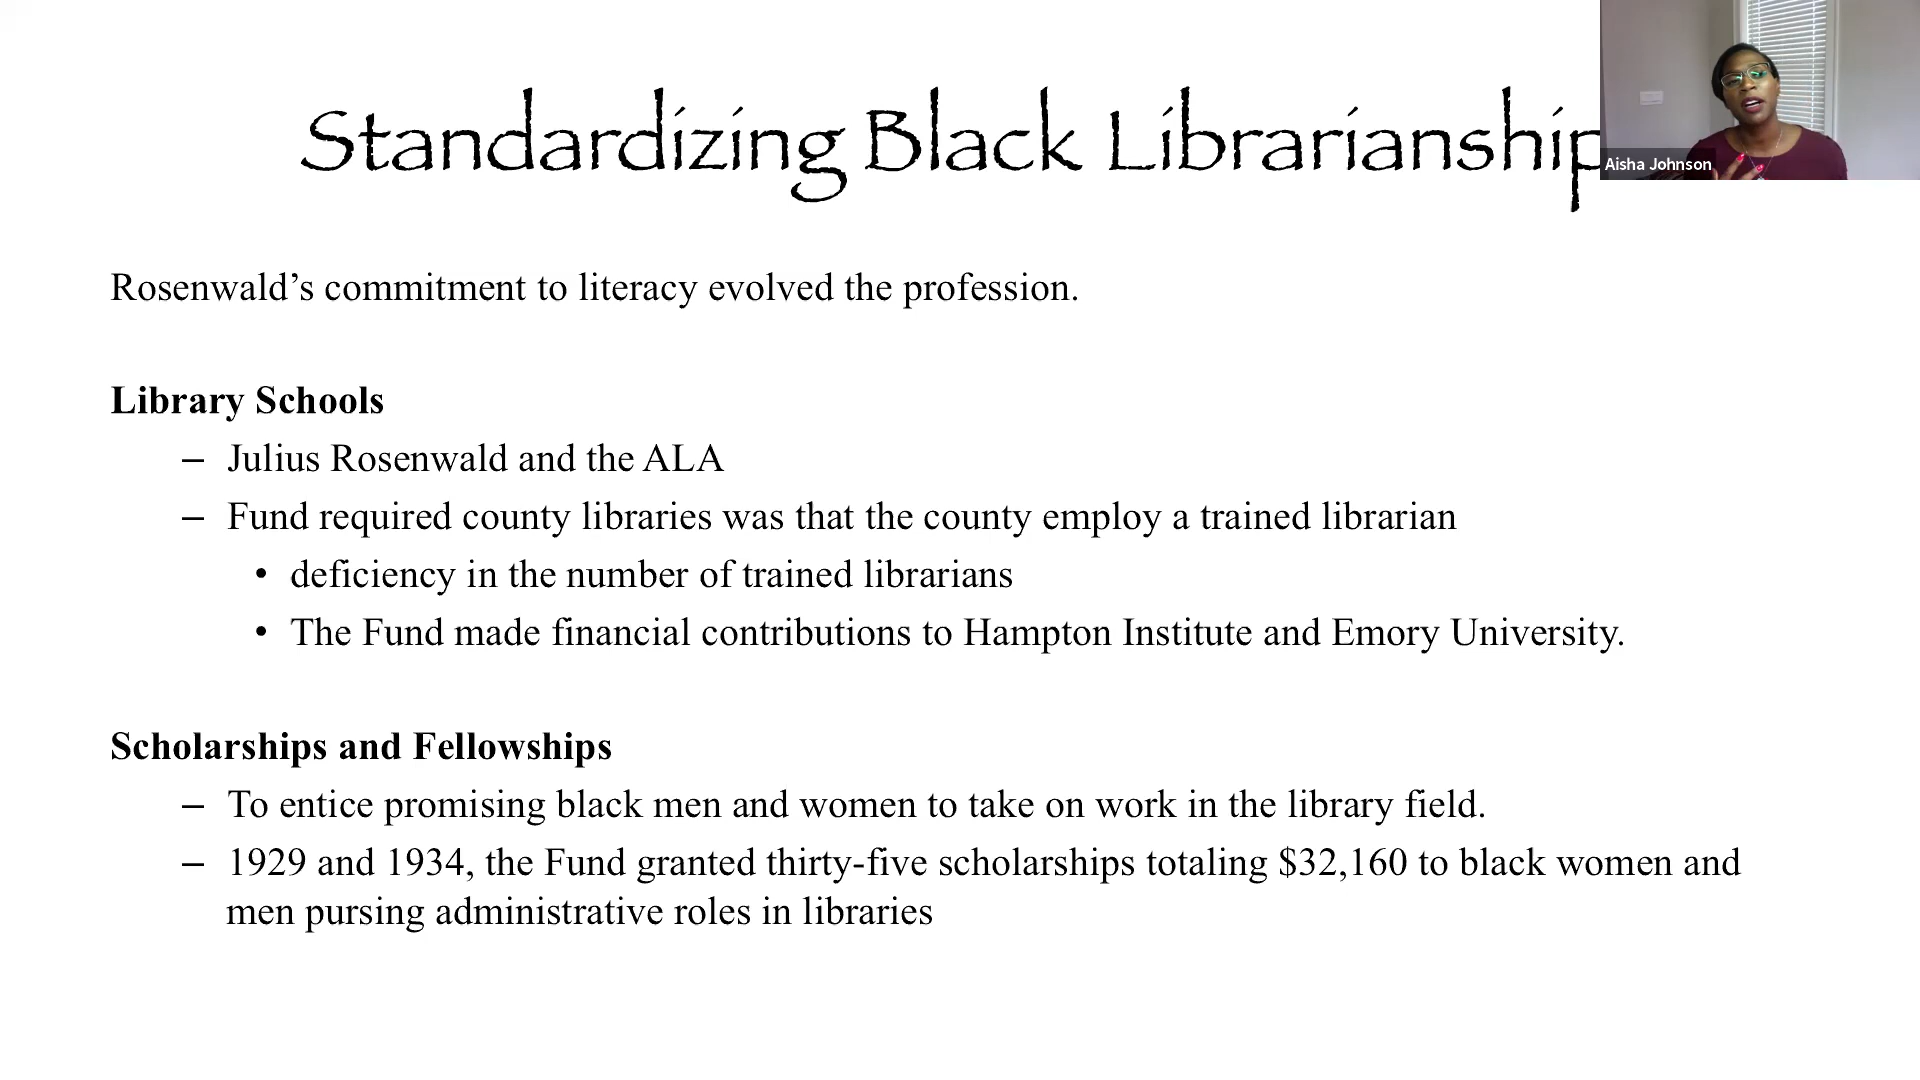 Standardizing Black Librarianship
Aisha Johnson
Rosenwald’s commitment to literacy evolved the profession.
Library Schools
– Julius Rosenwald and the ALA
– Fund required county libraries was that the county employ a trained librarian
• deficiency in the number of trained librarians
• The Fund made financial contributions to Hampton Institute and Emory University.
Scholarships and Fellowships
– To entice promising black men and women to take on work in the library field.
– 1929 and 1934, the Fund granted thirty-five scholarships totaling $32,160 to black women and
men pursing administrative roles in libraries